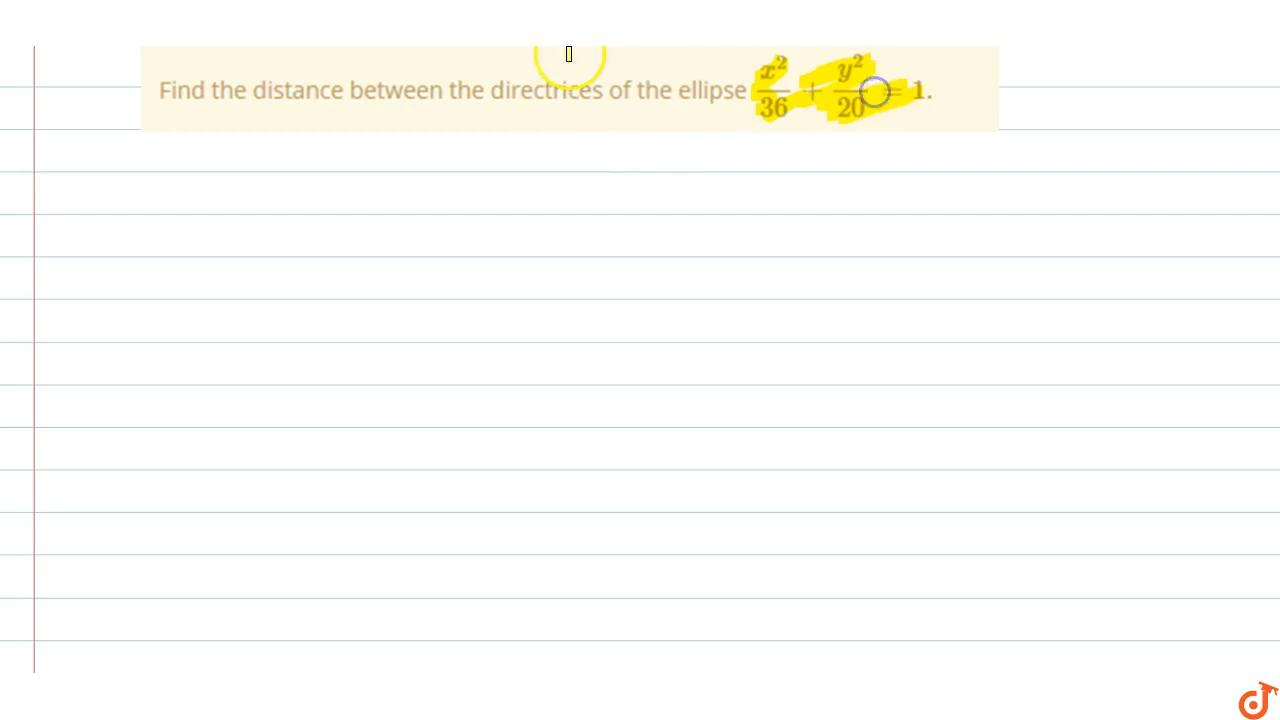 Find the distance between the directrices of the ellipse x²/36 + y²/20 = 1.